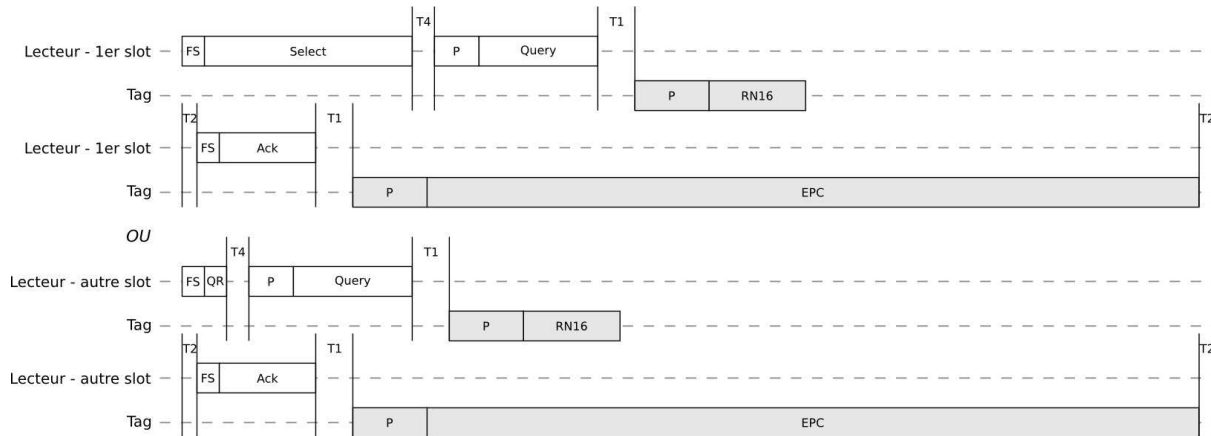 T4 T1
Lecteur - 1er slot FS Select P Query
Tag P RN16
T2 T1 T2
Lecteur - 1er slot FS Ack
Tag P EPC
OU
T4 T1
Lecteur - autre slot FS QR P Query
Tag P RN16
T2 T1 T2
Lecteur - autre slot FS Ack
Tag P EPC